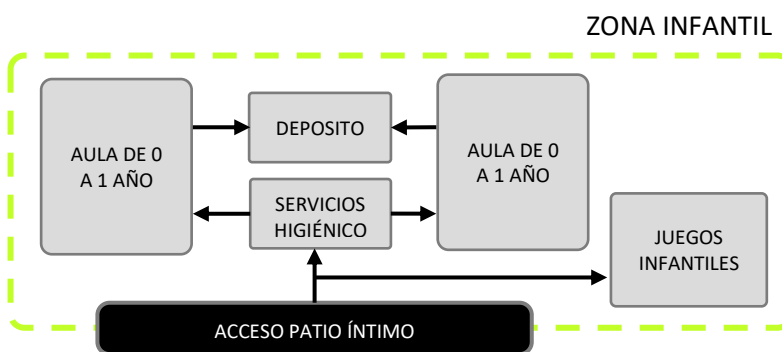 ZONA INFANTIL
AULA DE 0
A 1 AÑO
DEPOSITO
AULA DE 0
A 1 AÑO
SERVICIOS
HIGIÉNICO
JUEGOS
INFANTILES
ACCESO PATIO ÍNTIMO